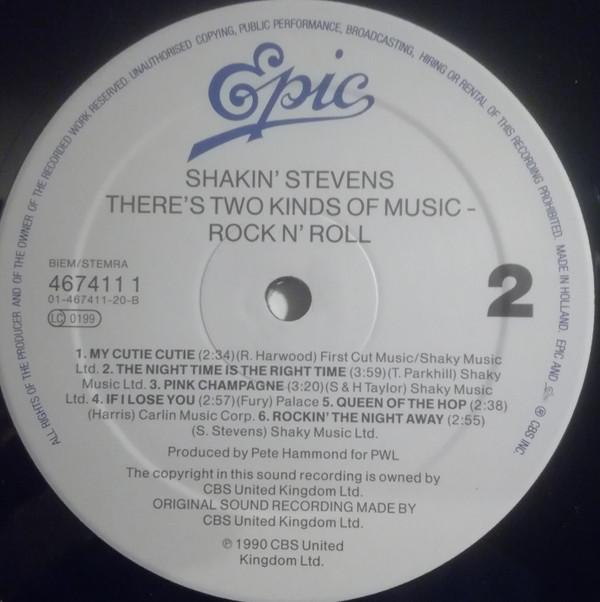 Epic
SHAKIN' STEVENS
THERE'S TWO KINDS OF MUSIC -
ROCK N' ROLL
BIEM/STEMRA
467411 1
01-467411-20-B
LC 0199
2
1. MY CUTIE CUTIE (2:34)(R. Harwood) First Cut Music/Shaky Music
Ltd. 2. THE NIGHT TIME IS THE RIGHT TIME (3:59)(T. Parkhill) Shaky
Music Ltd. 3. PINK CHAMPAGNE (3:20)(S & H Taylor) Shaky Music
Ltd. 4. IF I LOSE YOU (2:57)(Fury) Palace 5. QUEEN OF THE HOP (2:38)
(Harris) Carlin Music Corp. 6. ROCKIN' THE NIGHT AWAY (2:55)
(S. Stevens) Shaky Music Ltd.
Produced by Pete Hammond for PWL
The copyright in this sound recording is owned by
CBS United Kingdom Ltd.
ORIGINAL SOUND RECORDING MADE BY
CBS United Kingdom Ltd.
℗ 1990 CBS United
Kingdom Ltd.
ALL RIGHTS OF THE PRODUCER AND OF THE OWNER OF THE RECORDED WORK RESERVED. UNAUTHORISED COPYING, PUBLIC PERFORMANCE, BROADCASTING, HIRING OR RENTAL OF THIS RECORDING PROHIBITED. MADE IN HOLLAND. EPIC AND ® CBS INC.